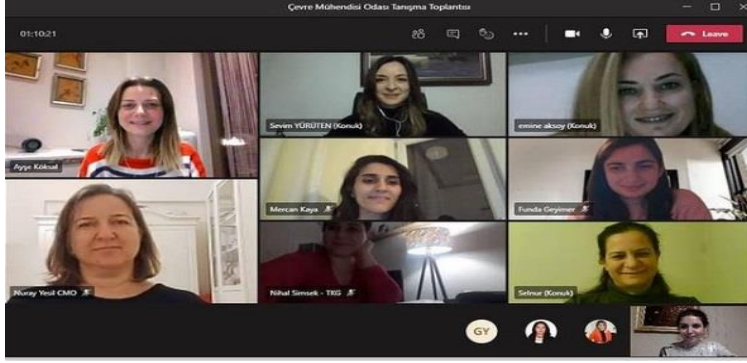 Çevre Mühendisi Odası Tanışma Toplantısı
01:10:21
Leave
Ayşe Köksal
Sevim YÜRÜTEN (Konuk)
emine aksoy (Konuk)
Mercan Kaya
Funda Geyimer
Nuray Yesil CMO
Nihal Simsek - TKG
Selnur (Konuk)
GY